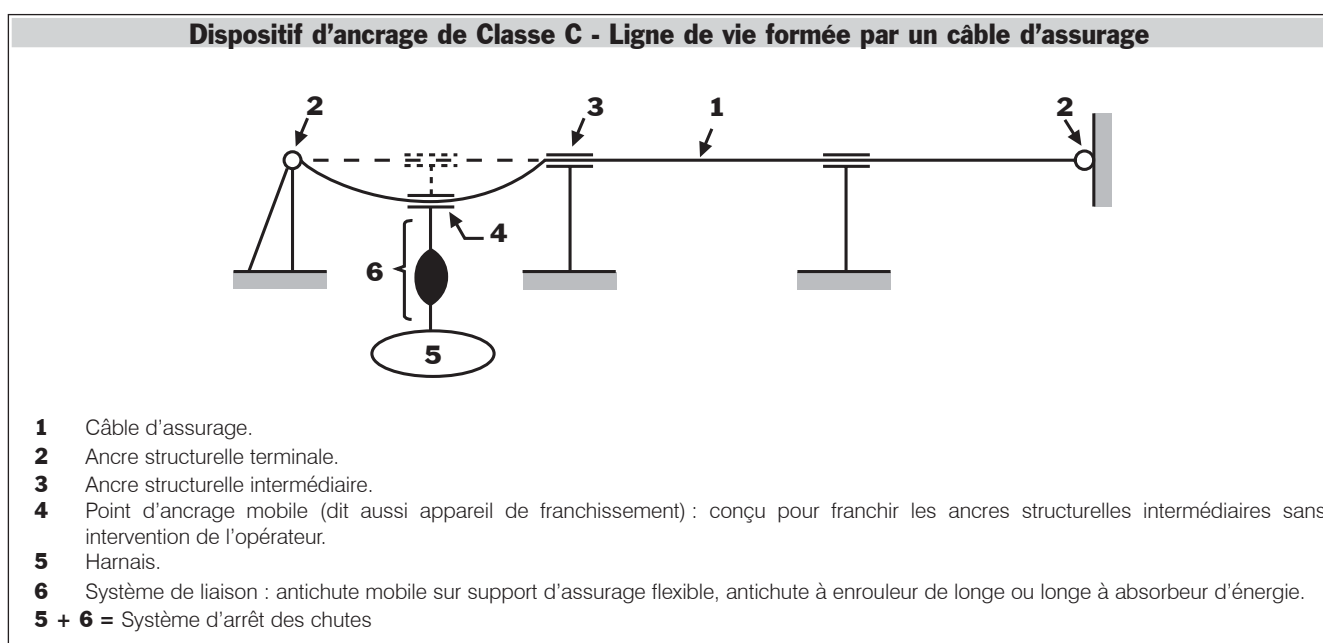 Dispositif d'ancrage de Classe C - Ligne de vie formée par un câble d'assurage
2 3 1 2
4
6
5
1 Câble d'assurage.
2 Ancre structurelle terminale.
3 Ancre structurelle intermédiaire.
4 Point d'ancrage mobile (dit aussi appareil de franchissement) : conçu pour franchir les ancres structurelles intermédiaires sans
intervention de l'opérateur.
5 Harnais.
6 Système de liaison : antichute mobile sur support d'assurage flexible, antichute à enrouleur de longe ou longe à absorbeur d'énergie.
5 + 6 = Système d'arrêt des chutes